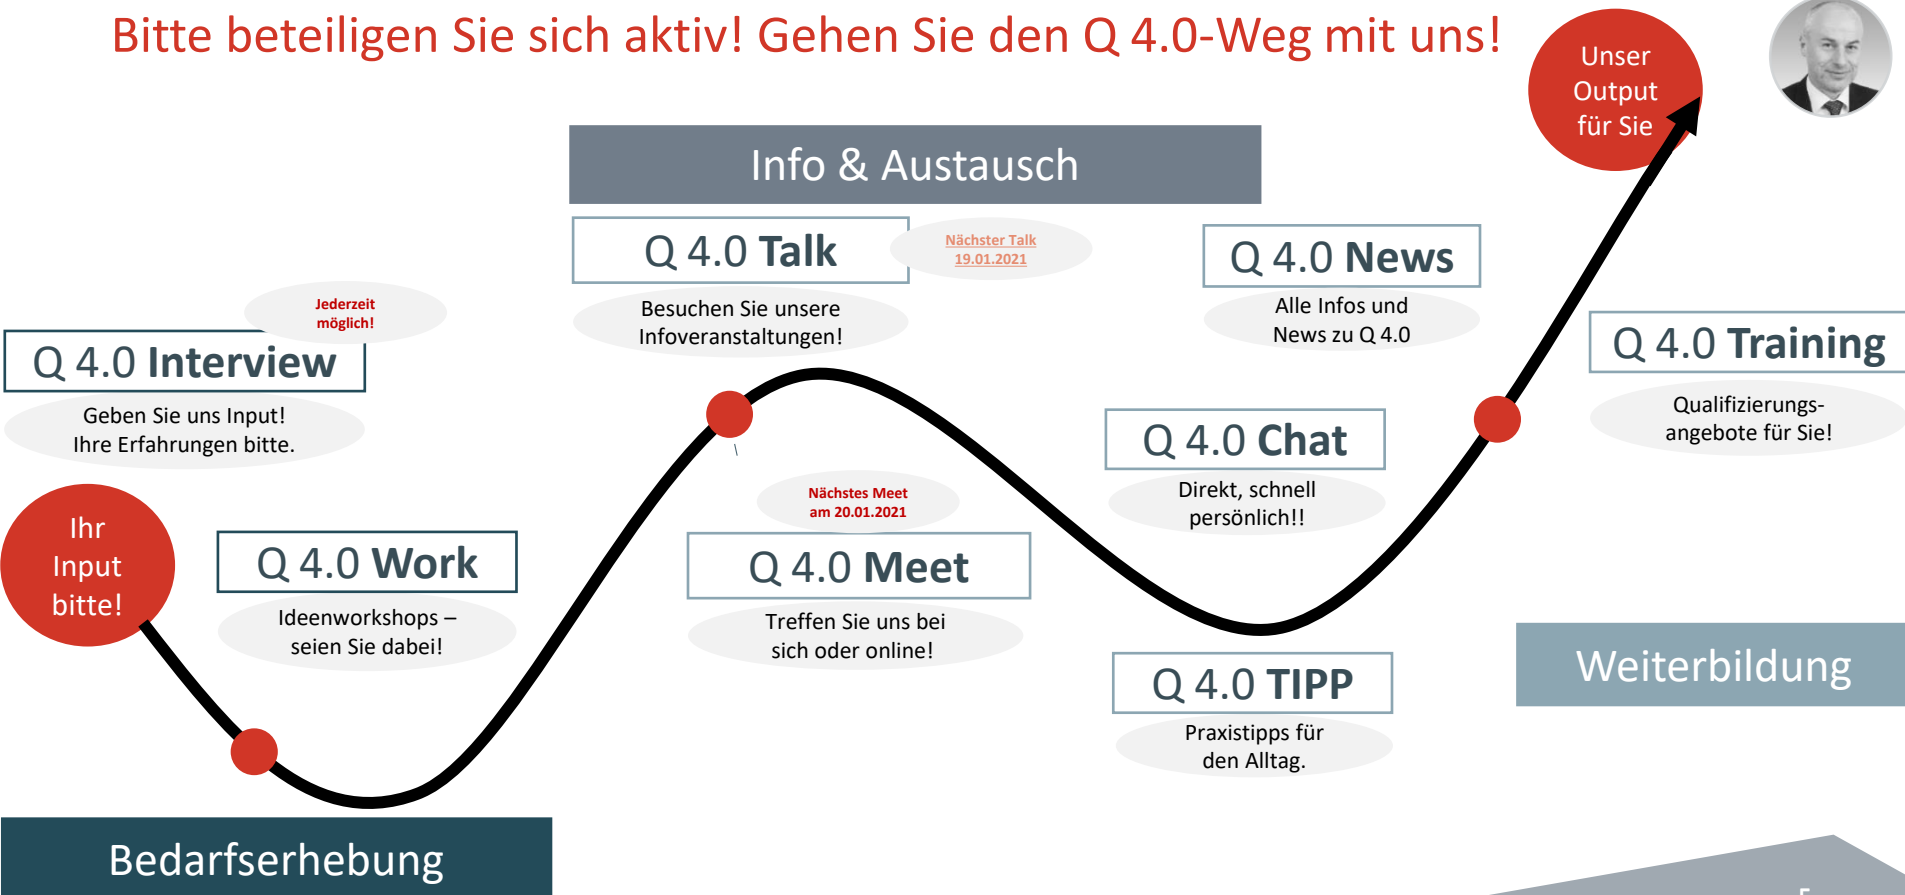 Bitte beteiligen Sie sich aktiv! Gehen Sie den Q 4.0-Weg mit uns!
Unser
Output
für Sie
Info & Austausch
Q 4.0 Talk
Nächster Talk
19.01.2021
Besuchen Sie unsere
Infoveranstaltungen!
Q 4.0 News
Alle Infos und
News zu Q 4.0
Jederzeit
möglich!
Q 4.0 Interview
Geben Sie uns Input!
Ihre Erfahrungen bitte.
Q 4.0 Training
Qualifizierungs-
angebote für Sie!
Q 4.0 Chat
Direkt, schnell
persönlich!!
Ihr
Input
bitte!
Q 4.0 Work
Ideenworkshops –
seien Sie dabei!
Nächstes Meet
am 20.01.2021
Q 4.0 Meet
Treffen Sie uns bei
sich oder online!
Q 4.0 TIPP
Praxistipps für
den Alltag.
Weiterbildung
Bedarfserhebung